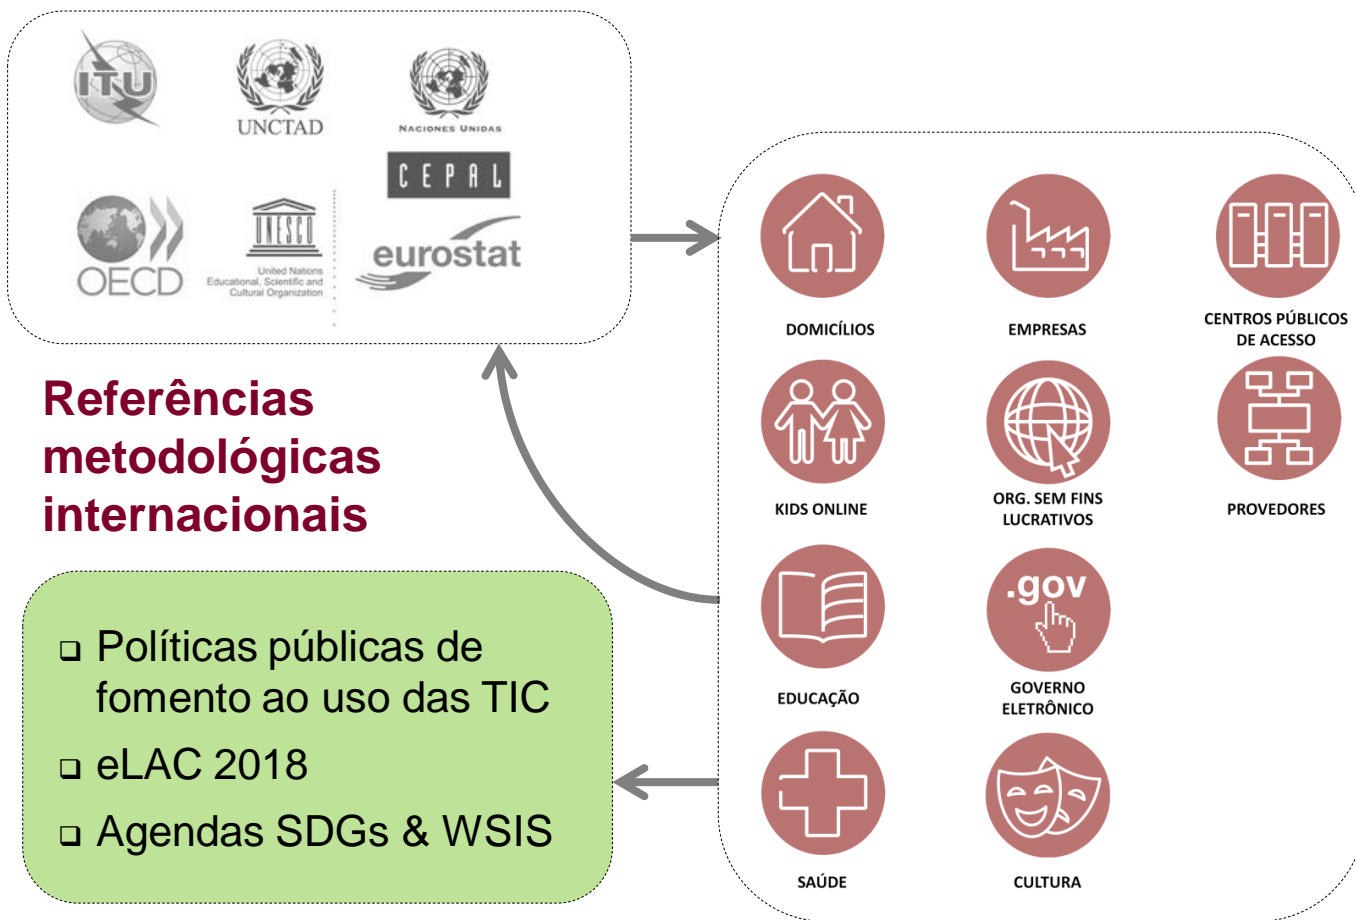 ITU
UNCTAD
NACIONES UNIDAS
CEPAL
OECD
UNESCO
United Nations
Educational, Scientific and
Cultural Organization
eurostat
Referências
metodológicas
internacionais
❑ Políticas públicas de
fomento ao uso das TIC
❑ eLAC 2018
❑ Agendas SDGs & WSIS
DOMICÍLIOS
EMPRESAS
CENTROS PÚBLICOS
DE ACESSO
KIDS ONLINE
ORG. SEM FINS
LUCRATIVOS
PROVEDORES
EDUCAÇÃO
.gov
GOVERNO
ELETRÔNICO
SAÚDE
CULTURA